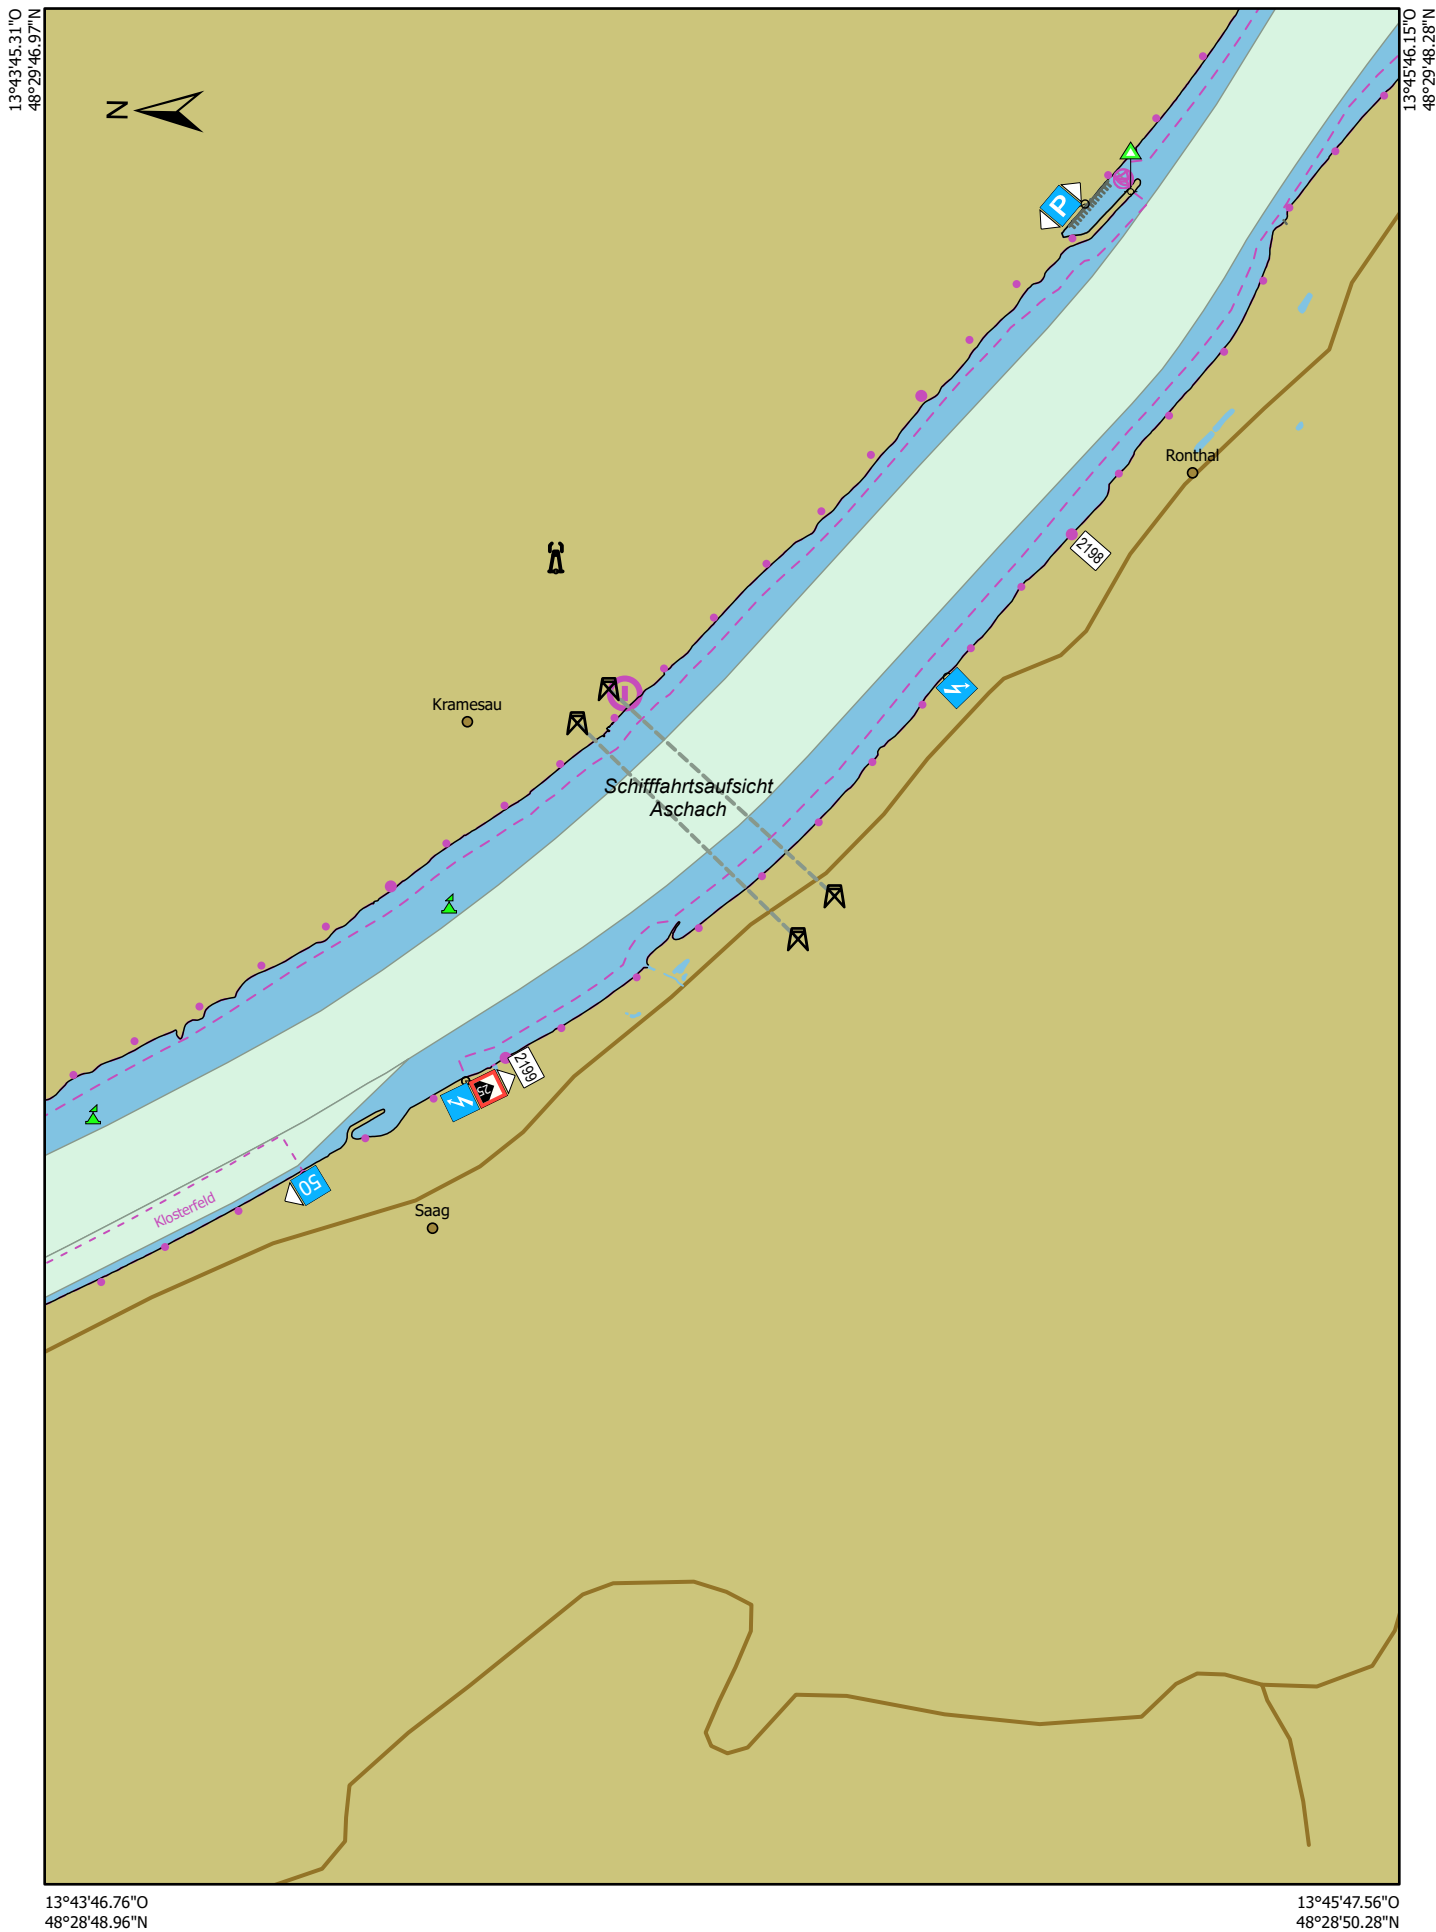 13°43'45.31"O
48°29'46.97"N
13°45'46.15"O
48°29'48.28"N
N
P
Ronthal
2198
Kramesau
Schifffahrtsaufsicht
Aschach
2199
25
50
Klosterfeld
Saag
13°43'46.76"O
48°28'48.96"N
13°45'47.56"O
48°28'50.28"N